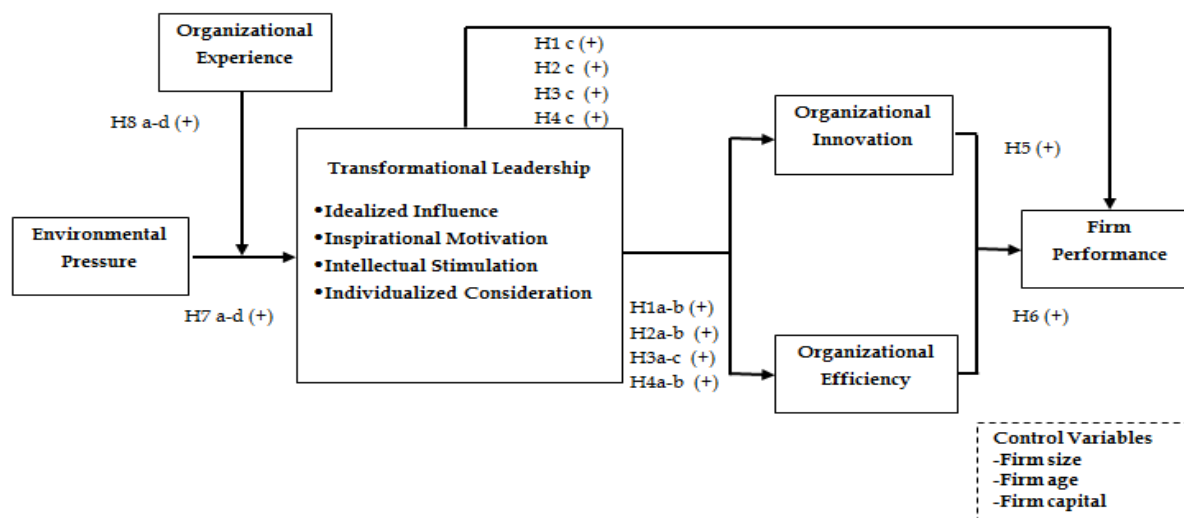 Organizational
Experience
H8 a-d (+)
Environmental
Pressure
H7 a-d (+)
Transformational Leadership
•Idealized Influence
•Inspirational Motivation
•Intellectual Stimulation
•Individualized Consideration
H1 c (+)
H2 c (+)
H3 c (+)
H4 c (+)
H1a-b (+)
H2a-b (+)
H3a-c (+)
H4a-b (+)
Organizational
Innovation
Organizational
Efficiency
H5 (+)
Firm
Performance
H6 (+)
Control Variables
-Firm size
-Firm age
-Firm capital